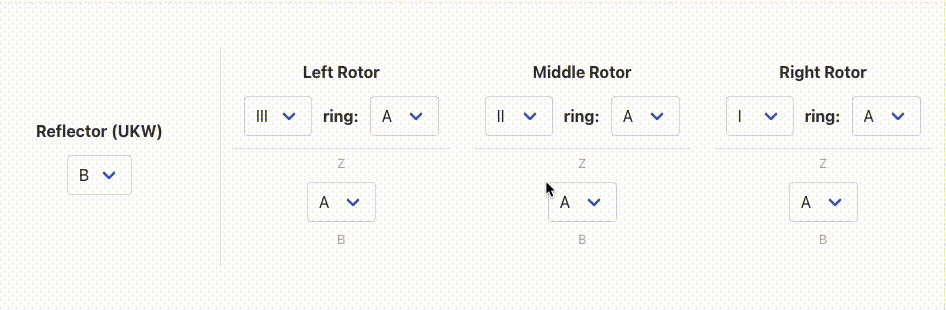 Reflector (UKW)
B
Left Rotor
III ring: A
Z
A
B
Middle Rotor
II ring: A
Z
A
B
Right Rotor
I ring: A
Z
A
B